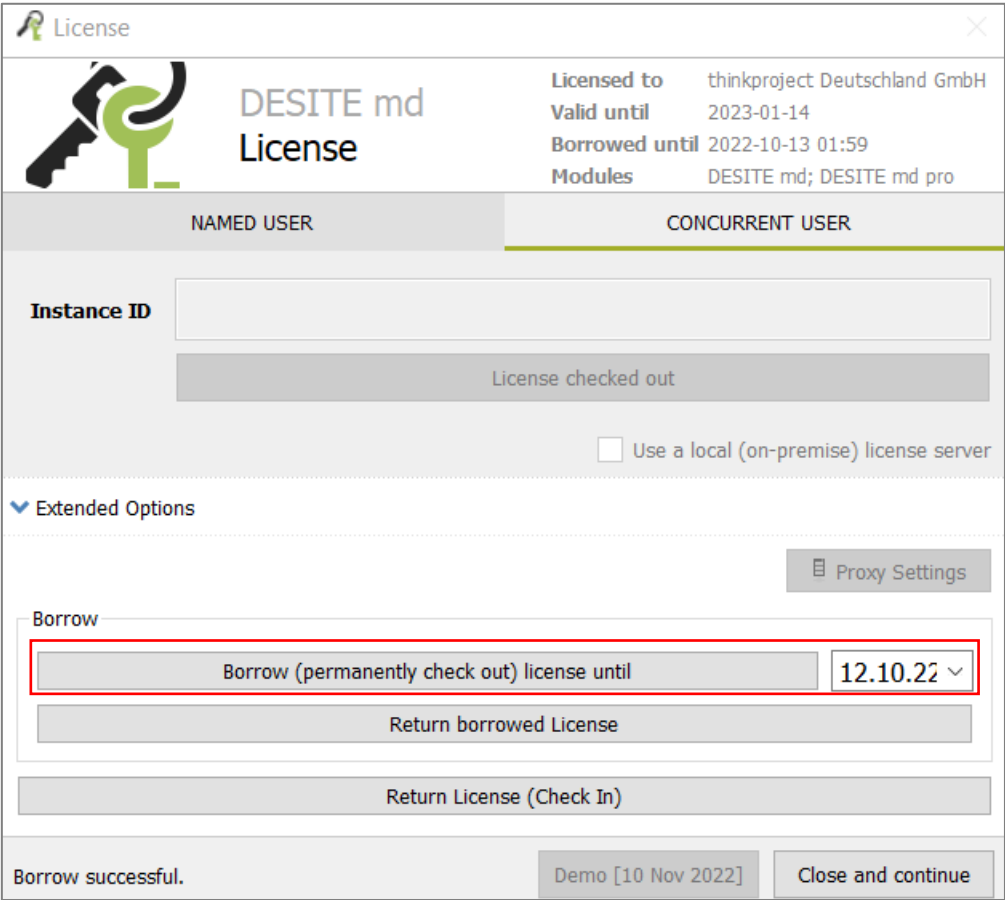 License
DESITE md
License
Licensed to thinkproject Deutschland GmbH
Valid until 2023-01-14
Borrowed until 2022-10-13 01:59
Modules DESITE md; DESITE md pro
NAMED USER CONCURRENT USER
Instance ID
License checked out
Use a local (on-premise) license server
Extended Options
Proxy Settings
Borrow
Borrow (permanently check out) license until 12.10.22
Return borrowed License
Return License (Check In)
Borrow successful. Demo [10 Nov 2022] Close and continue